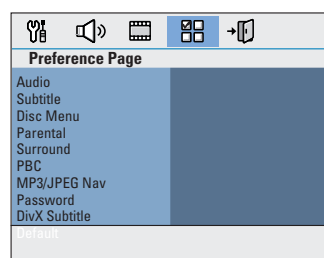 Preference Page
Audio
Subtitle
Disc Menu
Parental
Surround
PBC
MP3/JPEG Nav
Password
DivX Subtitle
Default